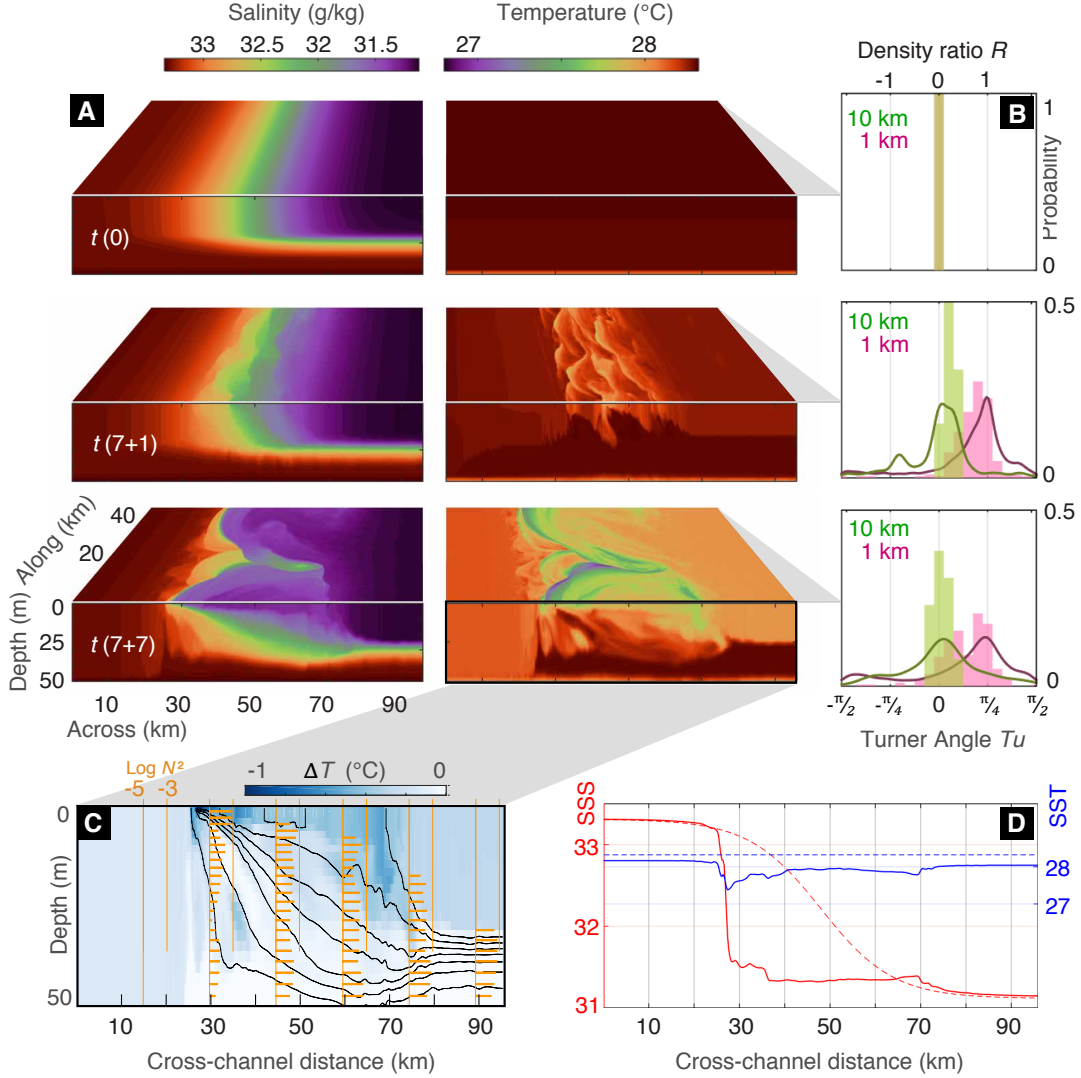 Salinity (g/kg)
Temperature (°C)
33 32.5 32 31.5
27 28
A
t (0)
Density ratio R
-1 0 1
B
10 km
1 km
1
Probability
0
t (7+1)
0.5
10 km
1 km
0
Along (km)
40
20
0
25
50
Depth (m)
t (7+7)
10 30 50 70 90
Across (km)
0.5
10 km
1 km
0
-π/2 -π/4 0 π/4 π/2
Turner Angle Tu
Log N²
-5 -3
-1 ΔT (°C) 0
C
0
50
Depth (m)
10 30 50 70 90
Cross-channel distance (km)
SSS
33
32
31
SST
28
27
D
10 30 50 70 90
Cross-channel distance (km)